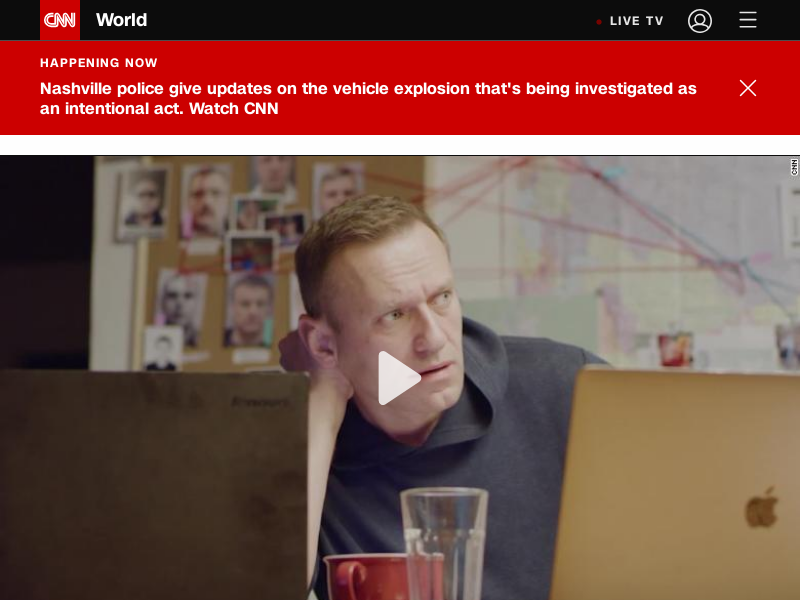 CNN World
LIVE TV
HAPPENING NOW
Nashville police give updates on the vehicle explosion that's being investigated as
an intentional act. Watch CNN
CNN